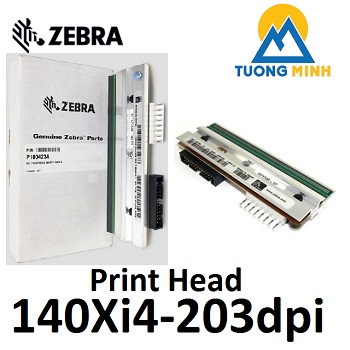 ZEBRA
TUONG MINH
ZEBRA
Genuine Zebra Parts
P1004234
Print Head
140Xi4-203dpi